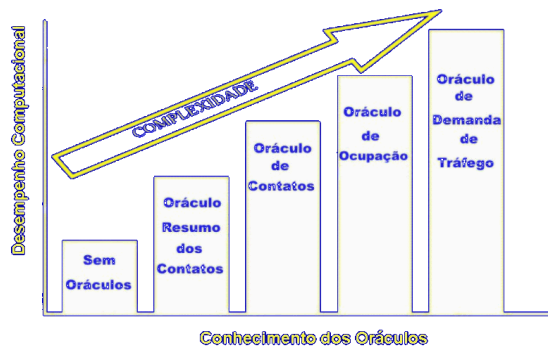 Desempenho Computacional
COMPLEXIDADE
Sem
Oráculos
Oráculo
Resumo
dos
Contatos
Oráculo
de
Contatos
Oráculo
de
Ocupação
Oráculo
de
Demanda
de
Tráfego
Conhecimento dos Oráculos